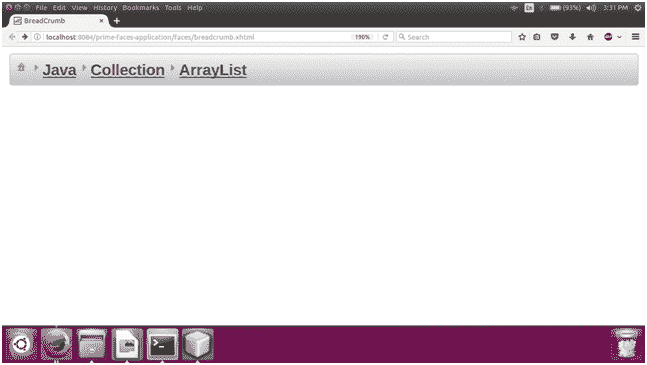 File Edit View History Bookmarks Tools Help
En (93%) 3:31 PM
BreadCrumb
localhost:8084/prime-faces-application/faces/breadcrumb.xhtml 190% Search
Java Collection ArrayList